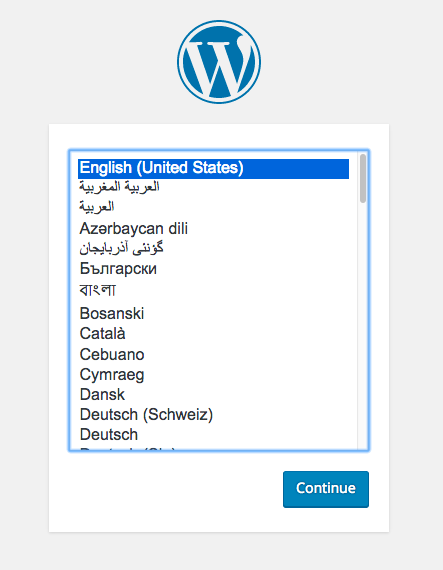 English (United States)
العربية المغربية
العربية
Azərbaycan dili
گؤنئی آذربایجان
Български
বাংলা
Bosanski
Català
Cebuano
Cymraeg
Dansk
Deutsch (Schweiz)
Deutsch
Continue